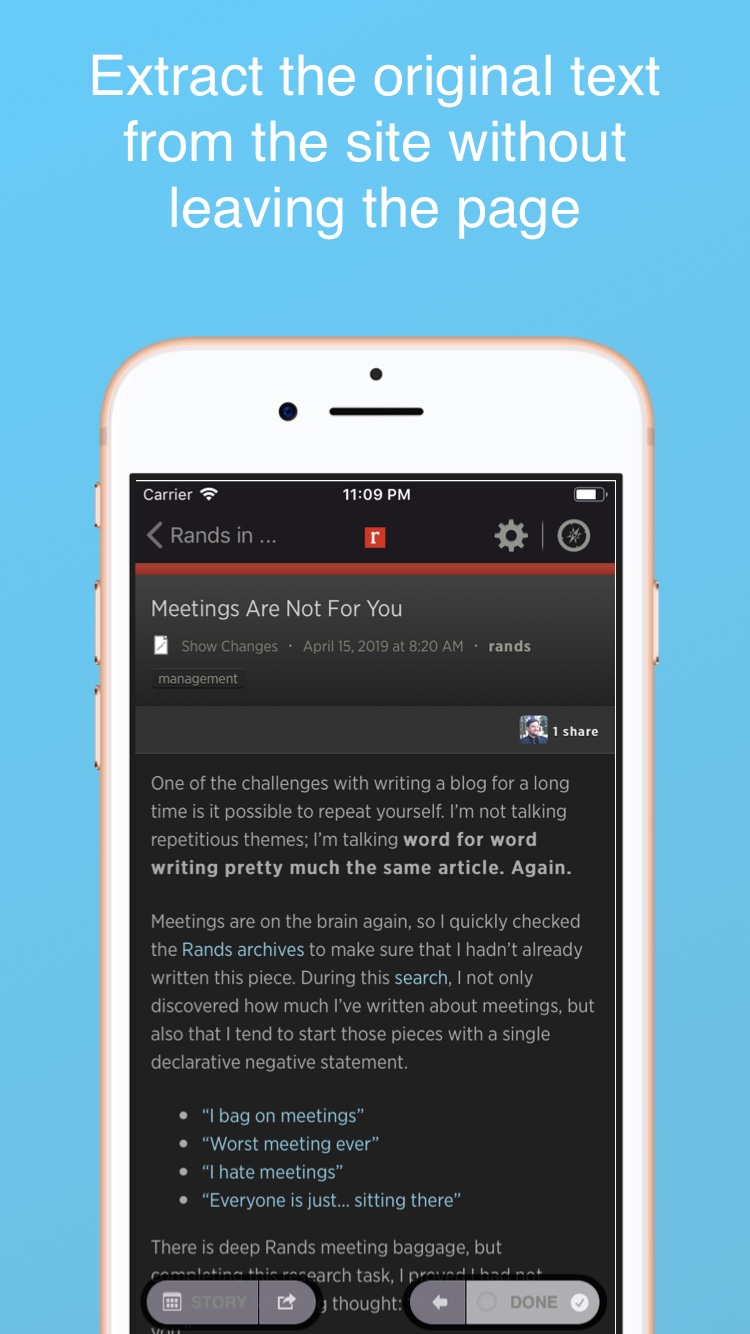 Extract the original text
from the site without
leaving the page
Carrier 11:09 PM
Rands in ... r
Meetings Are Not For You
Show Changes · April 15, 2019 at 8:20 AM · rands
management
1 share
One of the challenges with writing a blog for a long
time is it possible to repeat yourself. I’m not talking
repetitious themes; I’m talking word for word
writing pretty much the same article. Again.
Meetings are on the brain again, so I quickly checked
the Rands archives to make sure that I hadn’t already
written this piece. During this search, I not only
discovered how much I’ve written about meetings, but
also that I tend to start those pieces with a single
declarative negative statement.
• “I bag on meetings”
• “Worst meeting ever”
• “I hate meetings”
• “Everyone is just... sitting there”
There is deep Rands meeting baggage, but
completing this research task, I proved I had not
STORY g thought: DONE